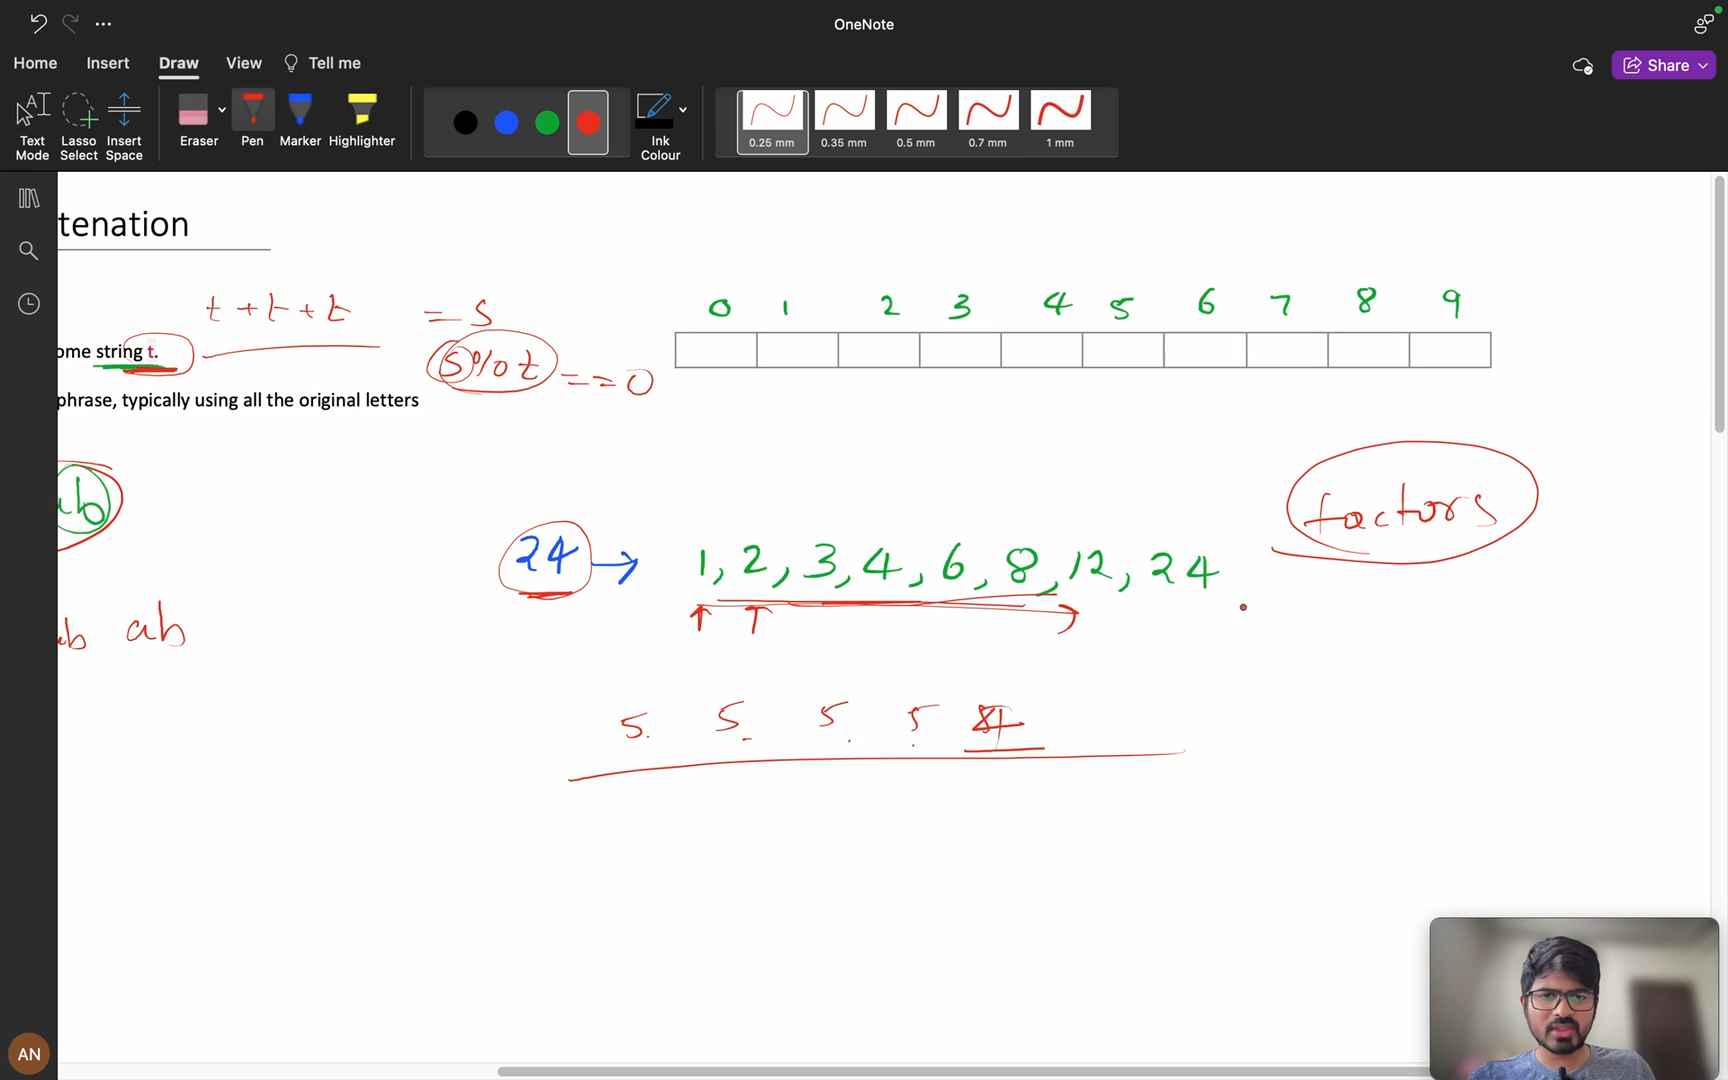 OneNote
Home Insert Draw View Tell me
Share
Text Mode
Lasso Select
Insert Space
Eraser
Pen
Marker
Highlighter
Ink Colour
0.25 mm
0.35 mm
0.5 mm
0.7 mm
1 mm
tenation
t + t + t = s
0 1 2 3 4 5 6 7 8 9
ome string t.
s%t == 0
phrase, typically using all the original letters
ab
factors
24 → 1, 2, 3, 4, 6, 8, 12, 24
ab ab
5. 5. 5. 5.
AN